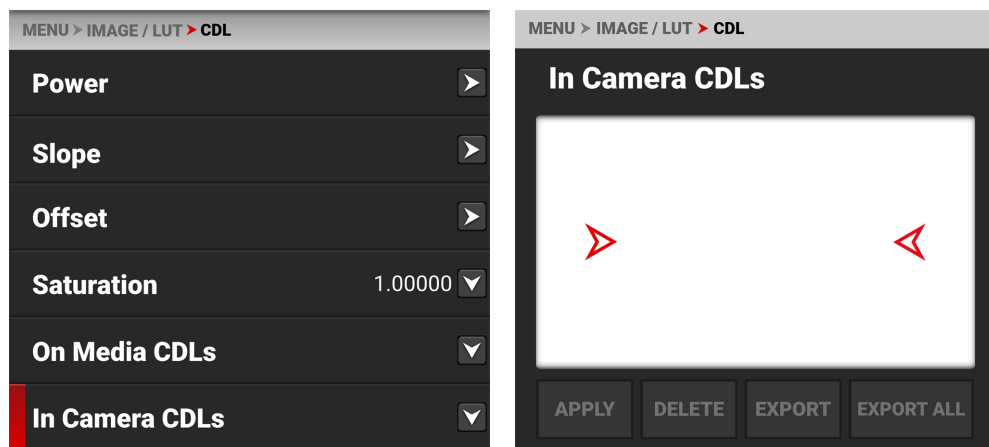 MENU > IMAGE / LUT > CDL
Power
Slope
Offset
Saturation 1.00000
On Media CDLs
In Camera CDLs
MENU > IMAGE / LUT > CDL
In Camera CDLs
APPLY DELETE EXPORT EXPORT ALL